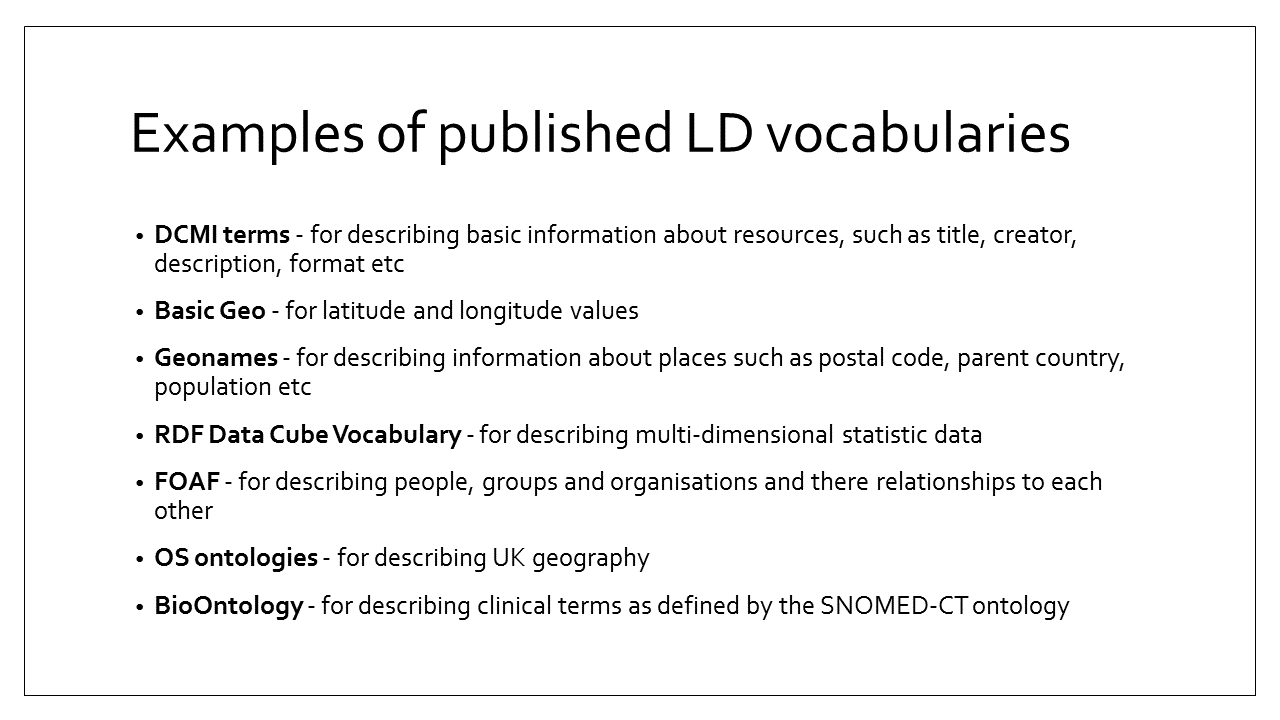 Examples of published LD vocabularies
• DCMI terms - for describing basic information about resources, such as title, creator,
description, format etc
• Basic Geo - for latitude and longitude values
• Geonames - for describing information about places such as postal code, parent country,
population etc
• RDF Data Cube Vocabulary - for describing multi-dimensional statistic data
• FOAF - for describing people, groups and organisations and there relationships to each
other
• OS ontologies - for describing UK geography
• BioOntology - for describing clinical terms as defined by the SNOMED-CT ontology